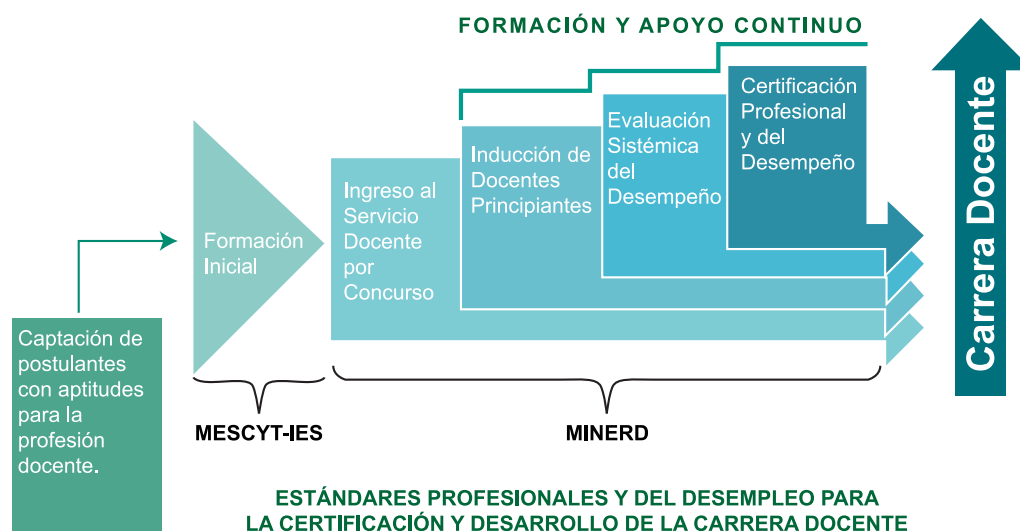 FORMACIÓN Y APOYO CONTINUO
Captación de
postulantes
con aptitudes
para la
profesión
docente.
Formación
Inicial
Ingreso al
Servicio
Docente
por
Concurso
Inducción de
Docentes
Principiantes
Evaluación
Sistémica
del
Desempeño
Certificación
Profesional
y del
Desempeño
Carrera Docente
MESCYT-IES
MINERD
ESTÁNDARES PROFESIONALES Y DEL DESEMPLEO PARA
LA CERTIFICACIÓN Y DESARROLLO DE LA CARRERA DOCENTE